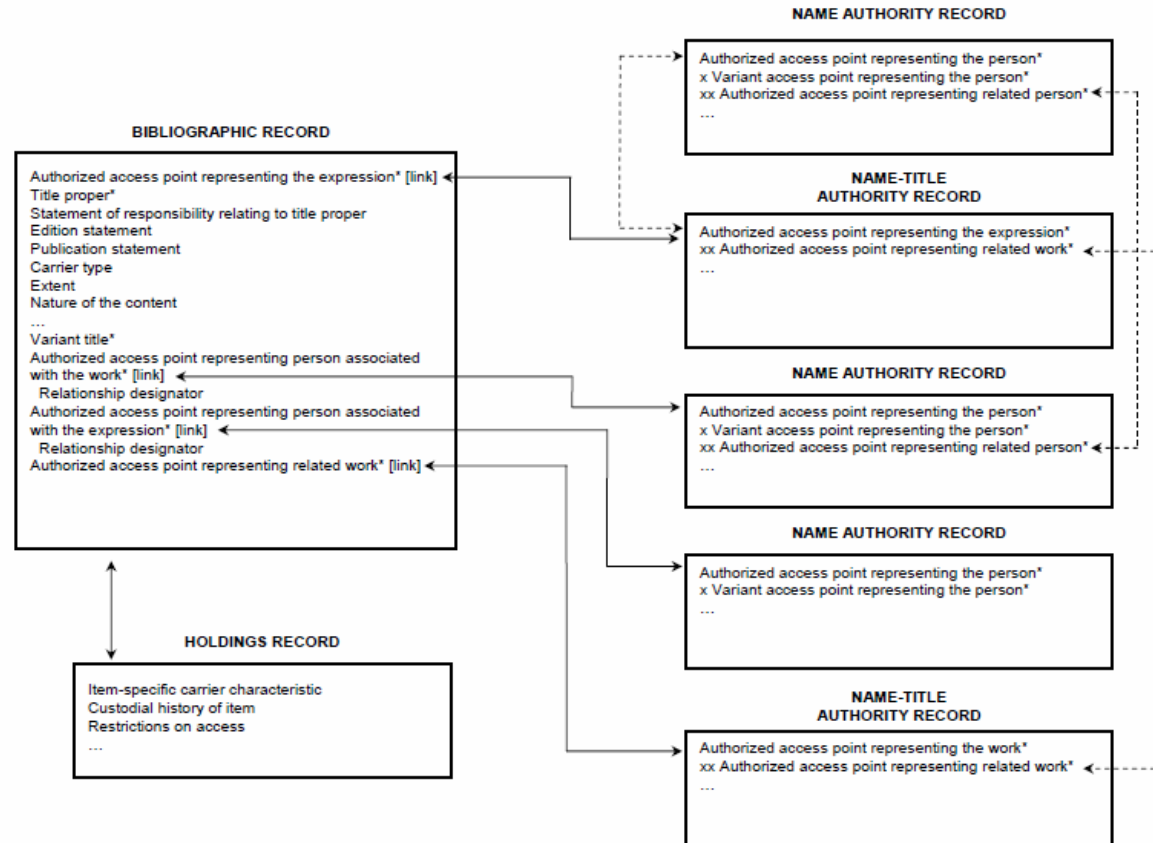 BIBLIOGRAPHIC RECORD
Authorized access point representing the expression* [link]
Title proper*
Statement of responsibility relating to title proper
Edition statement
Publication statement
Carrier type
Extent
Nature of the content
...
Variant title*
Authorized access point representing person associated
with the work* [link]
Relationship designator
Authorized access point representing person associated
with the expression* [link]
Relationship designator
Authorized access point representing related work* [link]
HOLDINGS RECORD
Item-specific carrier characteristic
Custodial history of item
Restrictions on access
...
NAME AUTHORITY RECORD
Authorized access point representing the person*
x Variant access point representing the person*
xx Authorized access point representing related person*
...
NAME-TITLE
AUTHORITY RECORD
Authorized access point representing the expression*
xx Authorized access point representing related work*
...
NAME AUTHORITY RECORD
Authorized access point representing the person*
x Variant access point representing the person*
xx Authorized access point representing related person*
...
NAME AUTHORITY RECORD
Authorized access point representing the person*
x Variant access point representing the person*
...
NAME-TITLE
AUTHORITY RECORD
Authorized access point representing the work*
xx Authorized access point representing related work*
...